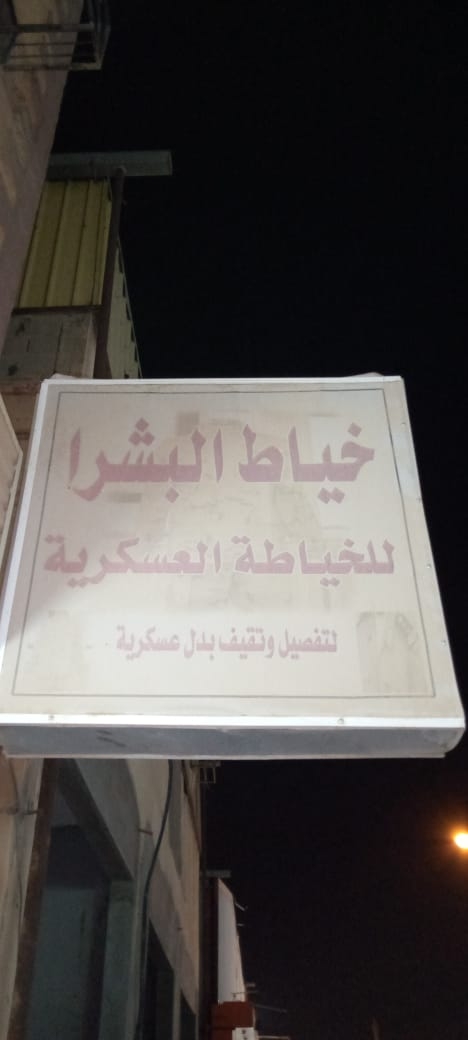 خياط البشرا
للخياطة العسكرية
لتفصيل وتقيف بدل عسكرية